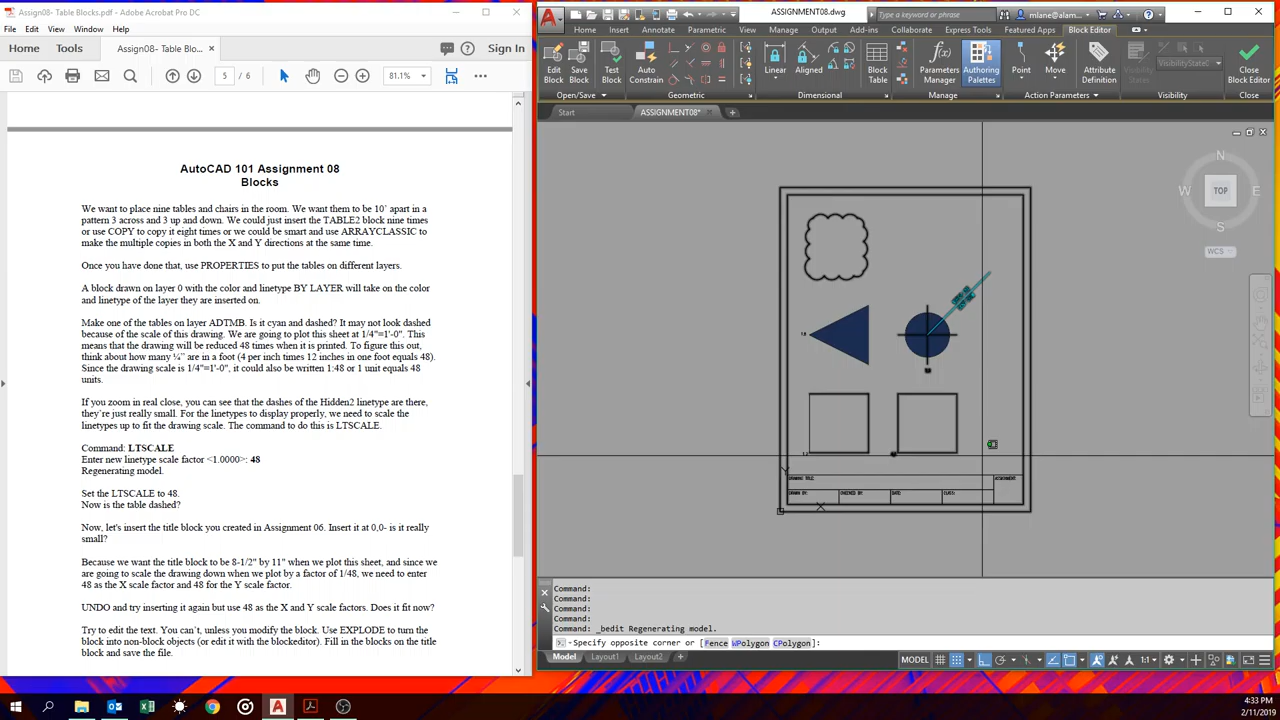 Assign08- Table Blocks.pdf - Adobe Acrobat Pro DC
File Edit View Window Help
Home Tools Assign08- Table Blo... × Sign In
5 / 6 81.1%
AutoCAD 101 Assignment 08
Blocks
We want to place nine tables and chairs in the room. We want them to be 10` apart in a
pattern 3 across and 3 up and down. We could just insert the TABLE2 block nine times
or use COPY to copy it eight times or we could be smart and use ARRAYCLASSIC to
make the multiple copies in both the X and Y directions at the same time.
Once you have done that, use PROPERTIES to put the tables on different layers.
A block drawn on layer 0 with the color and linetype BY LAYER will take on the color
and linetype of the layer they are inserted on.
Make one of the tables on layer ADTMB. Is it cyan and dashed? It may not look dashed
because of the scale of this drawing. We are going to plot this sheet at 1/4"=1'-0". This
means that the drawing will be reduced 48 times when it is printed. To figure this out,
think about how many ¼" are in a foot (4 per inch times 12 inches in one foot equals 48).
Since the drawing scale is 1/4"=1'-0", it could also be written 1:48 or 1 unit equals 48
units.
If you zoom in real close, you can see that the dashes of the Hidden2 linetype are there,
they're just really small. For the linetypes to display properly, we need to scale the
linetypes up to fit the drawing scale. The command to do this is LTSCALE.
Command: LTSCALE
Enter new linetype scale factor <1.0000>: 48
Regenerating model.
Set the LTSCALE to 48.
Now is the table dashed?
Now, let's insert the title block you created in Assignment 06. Insert it at 0,0- is it really
small?
Because we want the title block to be 8-1/2" by 11" when we plot this sheet, and since we
are going to scale the drawing down when we plot by a factor of 1/48, we need to enter
48 as the X scale factor and 48 for the Y scale factor.
UNDO and try inserting it again but use 48 as the X and Y scale factors. Does it fit now?
Try to edit the text. You can't, unless you modify the block. Use EXPLODE to turn the
block into non-block objects (or edit it with the blockeditor). Fill in the blocks on the title
block and save the file.
ASSIGNMENT08.dwg Type a keyword or phrase mlane@alam...
Home Insert Annotate Parametric View Manage Output Add-ins Collaborate Express Tools Featured Apps Block Editor
Edit Block Save Block Test Block Auto Constrain Linear Aligned Block Table Parameters Manager Authoring Palettes Point Move Attribute Definition Visibility States VisibilityState0 Close Block Editor
Open/Save Geometric Dimensional Manage Action Parameters Visibility Close
Start ASSIGNMENT08*
N
W TOP E
S
WCS
DRAWING TITLE: ASSIGNMENT
DRAWN BY: CHECKED BY: DATE: CLASS:
X
Command:
Command:
Command:
Command:
Command: _bedit Regenerating model.
Specify opposite corner or [Fence WPolygon CPolygon]:
Model Layout1 Layout2 +
MODEL 1:1
4:33 PM
2/11/2019